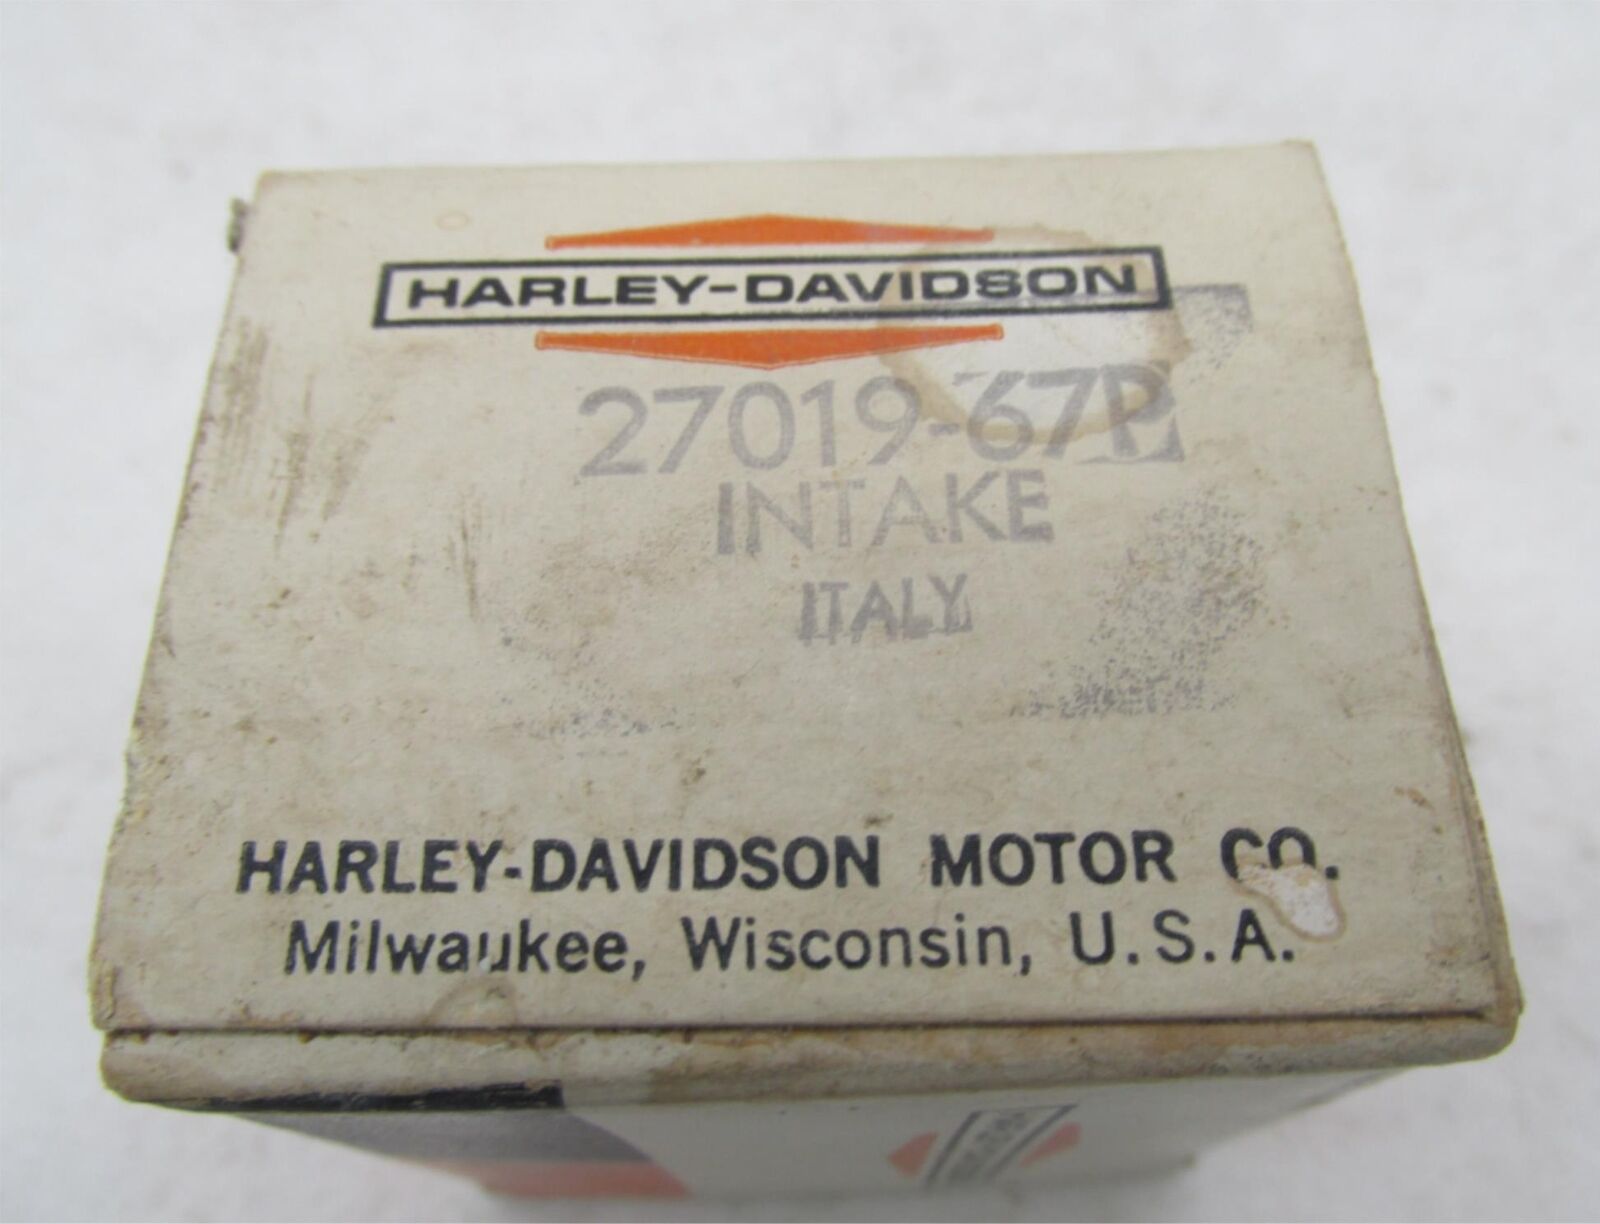 HARLEY-DAVIDSON
27019-67P
INTAKE
ITALY
HARLEY-DAVIDSON MOTOR CO.
Milwaukee, Wisconsin, U.S.A.